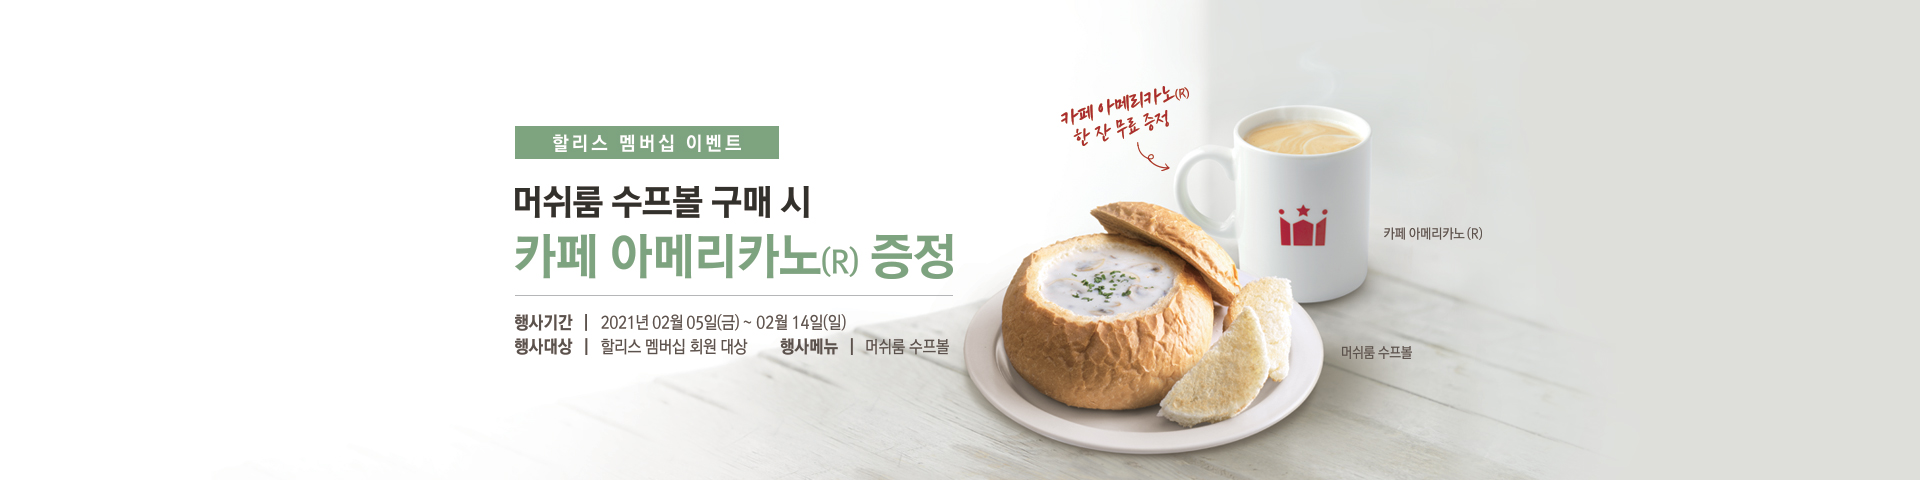 할리스 멤버십 이벤트
머쉬룸 수프볼 구매 시
카페 아메리카노(R) 증정
행사기간 | 2021년 02월 05일(금) ~ 02월 14일(일)
행사대상 | 할리스 멤버십 회원 대상 행사메뉴 | 머쉬룸 수프볼
카페 아메리카노(R)
한 잔 무료 증정
카페 아메리카노(R)
머쉬룸 수프볼